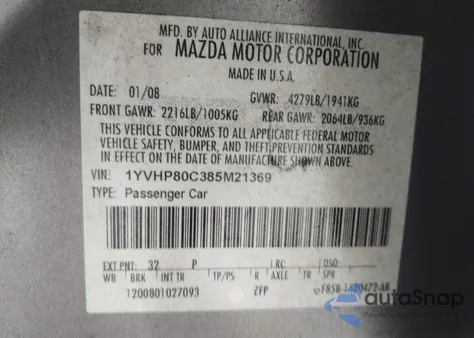 MFD. BY AUTO ALLIANCE INTERNATIONAL, INC.
FOR MAZDA MOTOR CORPORATION
MADE IN U.S.A.
DATE: 01/08 GVWR: 4279LB/1941KG
FRONT GAWR: 2216LB/1005KG REAR GAWR: 2064LB/936KG
THIS VEHICLE CONFORMS TO ALL APPLICABLE FEDERAL MOTOR
VEHICLE SAFETY, BUMPER, AND THEFT PREVENTION STANDARDS
IN EFFECT ON THE DATE OF MANUFACTURE SHOWN ABOVE.
VIN: 1YVHP80C385M21369
TYPE: Passenger Car
EXT PNT: 32 P RC: DSO:
WB BRK INT TR TP/PS R AXLE TR SPR
1200801027093 ZFP
autoSnap